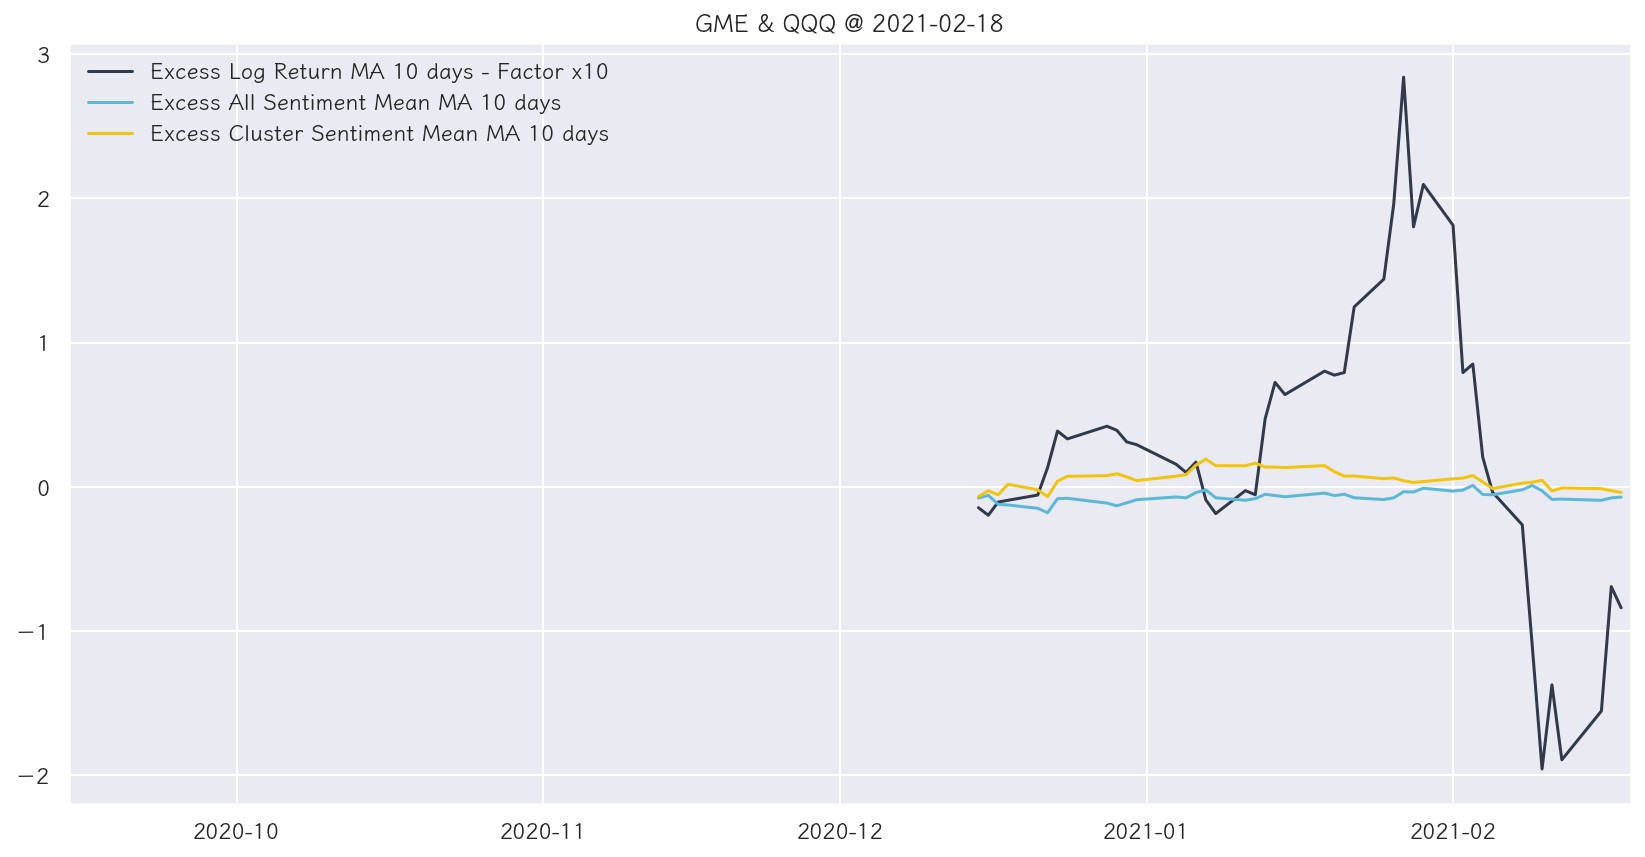 GME & QQQ @ 2021-02-18
Excess Log Return MA 10 days - Factor x10
Excess All Sentiment Mean MA 10 days
Excess Cluster Sentiment Mean MA 10 days
3
2
1
0
−1
−2
2020-10
2020-11
2020-12
2021-01
2021-02